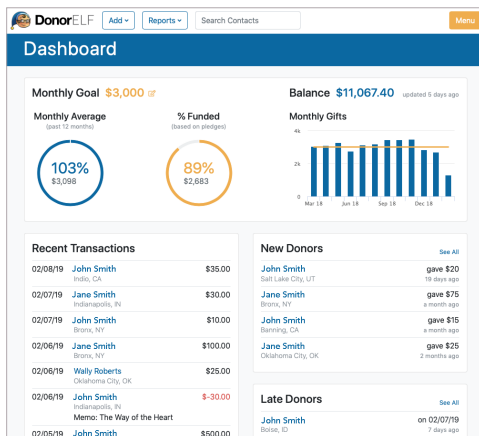 DonorELF Add Reports Search Contacts Menu
Dashboard
Monthly Goal $3,000
Balance $11,067.40 updated 5 days ago
Monthly Average
(past 12 months)
103%
$3,098
% Funded
(based on pledges)
89%
$2,683
Monthly Gifts
4k
2k
0
Mar 18 Jun 18 Sep 18 Dec 18
Recent Transactions
02/08/19 John Smith $35.00
Indio, CA
02/07/19 Jane Smith $30.00
Indianapolis, IN
02/07/19 John Smith $10.00
Bronx, NY
02/06/19 Jane Smith $100.00
Bronx, NY
02/06/19 Wally Roberts $25.00
Oklahoma City, OK
02/06/19 John Smith $-30.00
Indianapolis, IN
Memo: The Way of the Heart
02/05/19 John Smith $500.00
New Donors See All
John Smith gave $20
Salt Lake City, UT 19 days ago
Jane Smith gave $75
Bronx, NY a month ago
John Smith gave $15
Banning, CA a month ago
Jane Smith gave $25
Oklahoma City, OK 2 months ago
Late Donors See All
John Smith on 02/07/19
Boise, ID 7 days ago